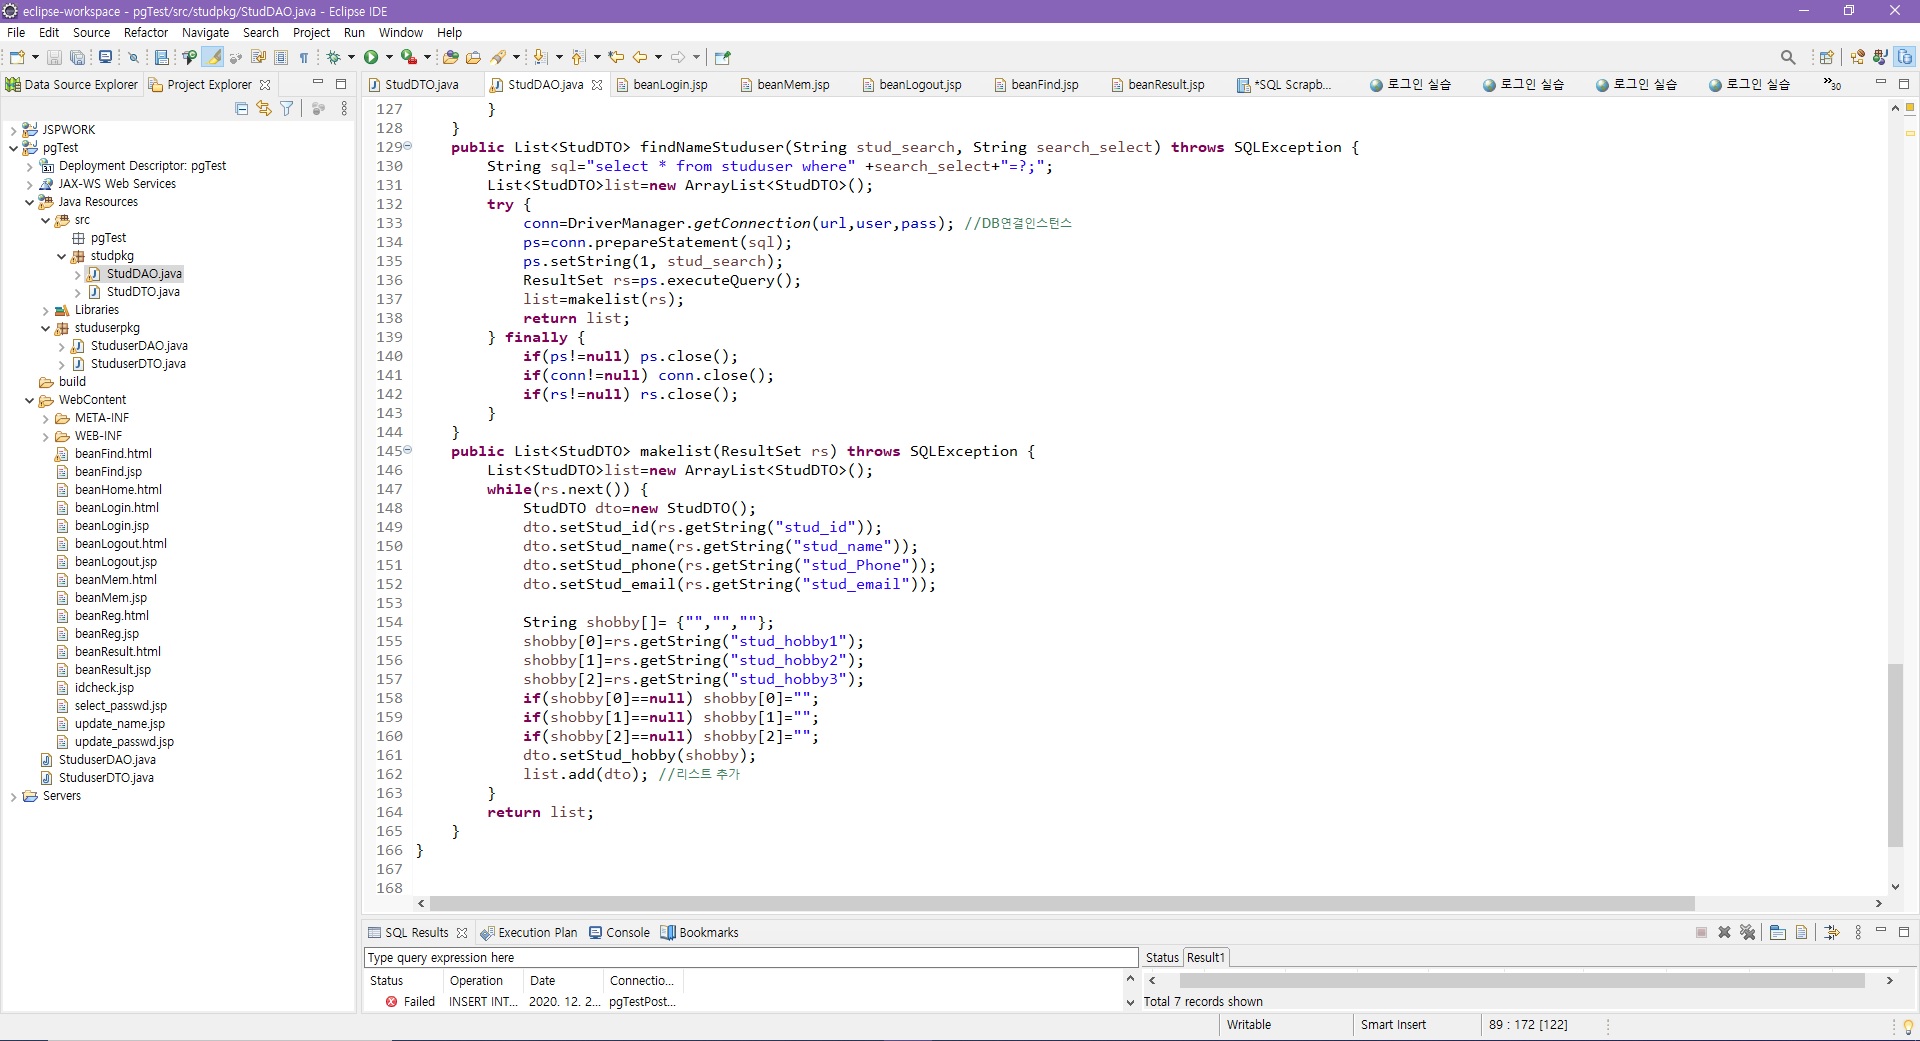 eclipse-workspace - pgTest/src/studpkg/StudDAO.java - Eclipse IDE
File Edit Source Refactor Navigate Search Project Run Window Help
Data Source Explorer Project Explorer
StudDTO.java StudDAO.java beanLogin.jsp beanMem.jsp beanLogout.jsp beanFind.jsp beanResult.jsp *SQL Scrapb... 로그인 실습 로그인 실습 로그인 실습 로그인 실습 »30
JSPWORK
pgTest
Deployment Descriptor: pgTest
JAX-WS Web Services
Java Resources
src
pgTest
studpkg
StudDAO.java
StudDTO.java
Libraries
studuserpkg
StuduserDAO.java
StuduserDTO.java
build
WebContent
META-INF
WEB-INF
beanFind.html
beanFind.jsp
beanHome.html
beanLogin.html
beanLogin.jsp
beanLogout.html
beanLogout.jsp
beanMem.html
beanMem.jsp
beanReg.html
beanReg.jsp
beanResult.html
beanResult.jsp
idcheck.jsp
select_passwd.jsp
update_name.jsp
update_passwd.jsp
StuduserDAO.java
StuduserDTO.java
Servers
127 }
128 }
129 public List<StudDTO> findNameStuduser(String stud_search, String search_select) throws SQLException {
130 String sql="select * from studuser where" +search_select+"=?;";
131 List<StudDTO>list=new ArrayList<StudDTO>();
132 try {
133 conn=DriverManager.getConnection(url,user,pass); //DB연결인스턴스
134 ps=conn.prepareStatement(sql);
135 ps.setString(1, stud_search);
136 ResultSet rs=ps.executeQuery();
137 list=makelist(rs);
138 return list;
139 } finally {
140 if(ps!=null) ps.close();
141 if(conn!=null) conn.close();
142 if(rs!=null) rs.close();
143 }
144 }
145 public List<StudDTO> makelist(ResultSet rs) throws SQLException {
146 List<StudDTO>list=new ArrayList<StudDTO>();
147 while(rs.next()) {
148 StudDTO dto=new StudDTO();
149 dto.setStud_id(rs.getString("stud_id"));
150 dto.setStud_name(rs.getString("stud_name"));
151 dto.setStud_phone(rs.getString("stud_Phone"));
152 dto.setStud_email(rs.getString("stud_email"));
153
154 String shobby[]= {"","",""};
155 shobby[0]=rs.getString("stud_hobby1");
156 shobby[1]=rs.getString("stud_hobby2");
157 shobby[2]=rs.getString("stud_hobby3");
158 if(shobby[0]==null) shobby[0]="";
159 if(shobby[1]==null) shobby[1]="";
160 if(shobby[2]==null) shobby[2]="";
161 dto.setStud_hobby(shobby);
162 list.add(dto); //리스트 추가
163 }
164 return list;
165 }
166 }
167
168
SQL Results Execution Plan Console Bookmarks
Type query expression here
Status Operation Date Connectio...
Failed INSERT INT... 2020. 12. 2... pgTestPost...
Status Result1
Total 7 records shown
Writable Smart Insert 89 : 172 [122]